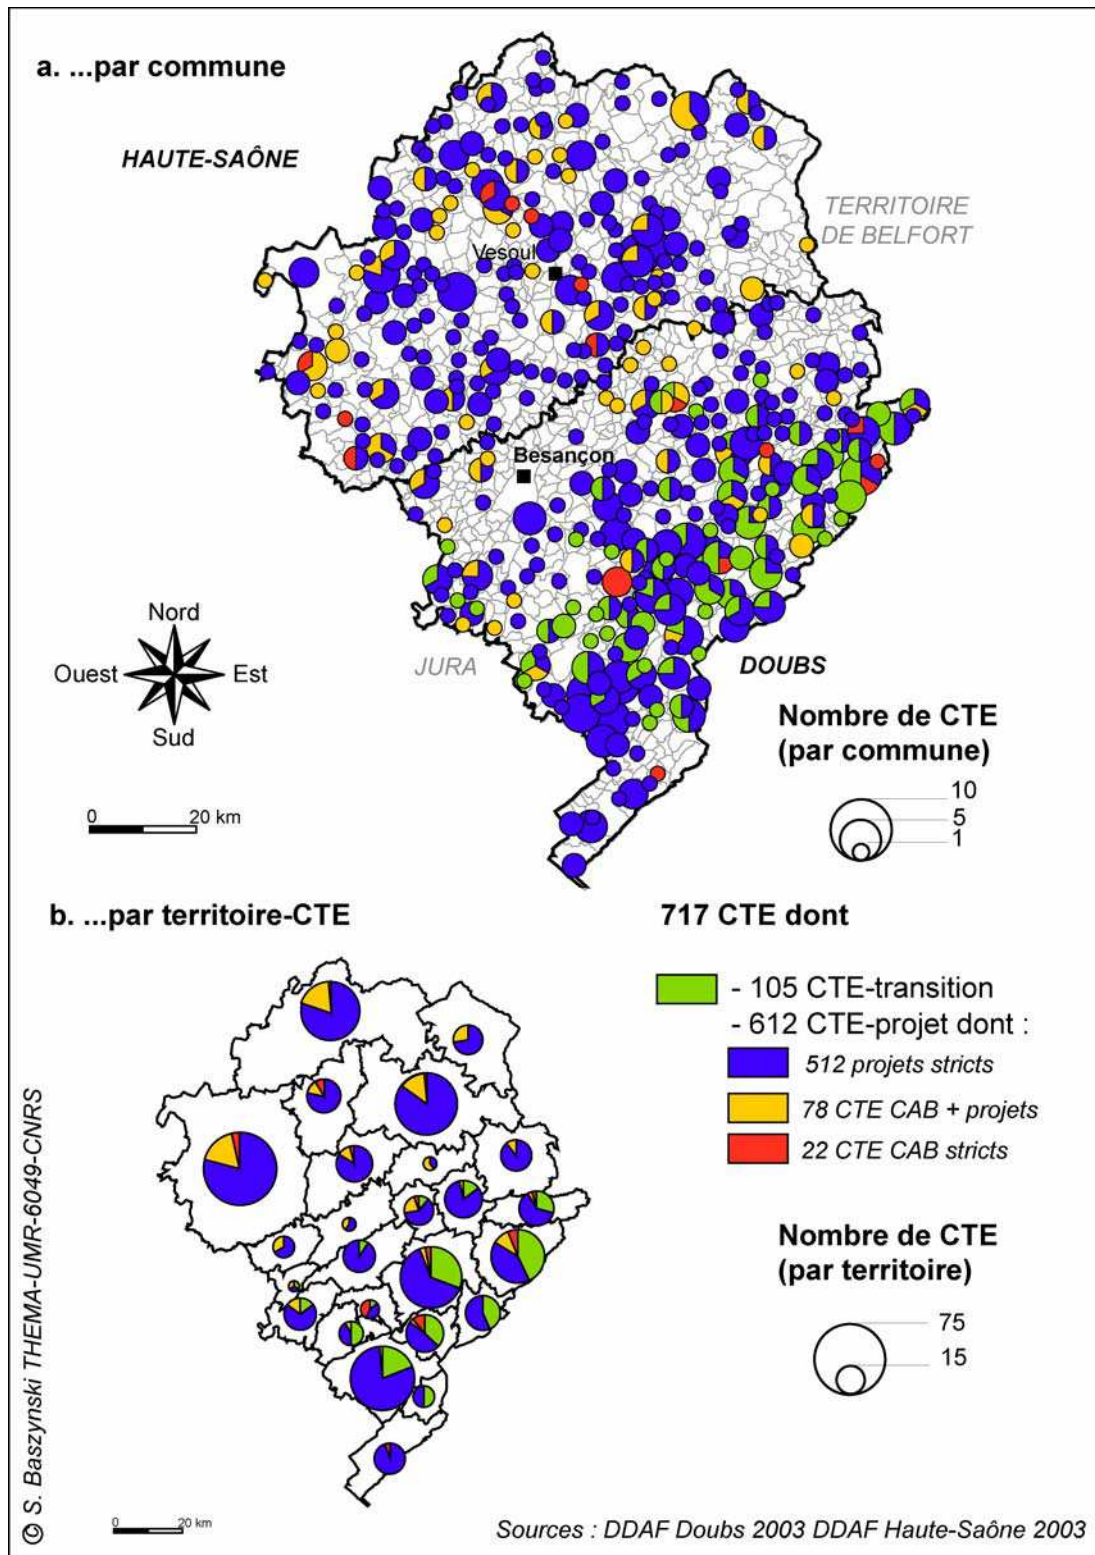 a. ...par commune
HAUTE-SAÔNE
TERRITOIRE
DE BELFORT
Vesoul
Besançon
Nord
Ouest
Est
Sud
JURA
DOUBS
Nombre de CTE
(par commune)
10
5
1
0
20 km
b. ...par territoire-CTE
717 CTE dont
- 105 CTE-transition
- 612 CTE-projet dont :
512 projets stricts
78 CTE CAB + projets
22 CTE CAB stricts
Nombre de CTE
(par territoire)
75
15
0
20 km
© S. Baszynski THEMA-UMR-6049-CNRS
Sources : DDAF Doubs 2003 DDAF Haute-Saône 2003